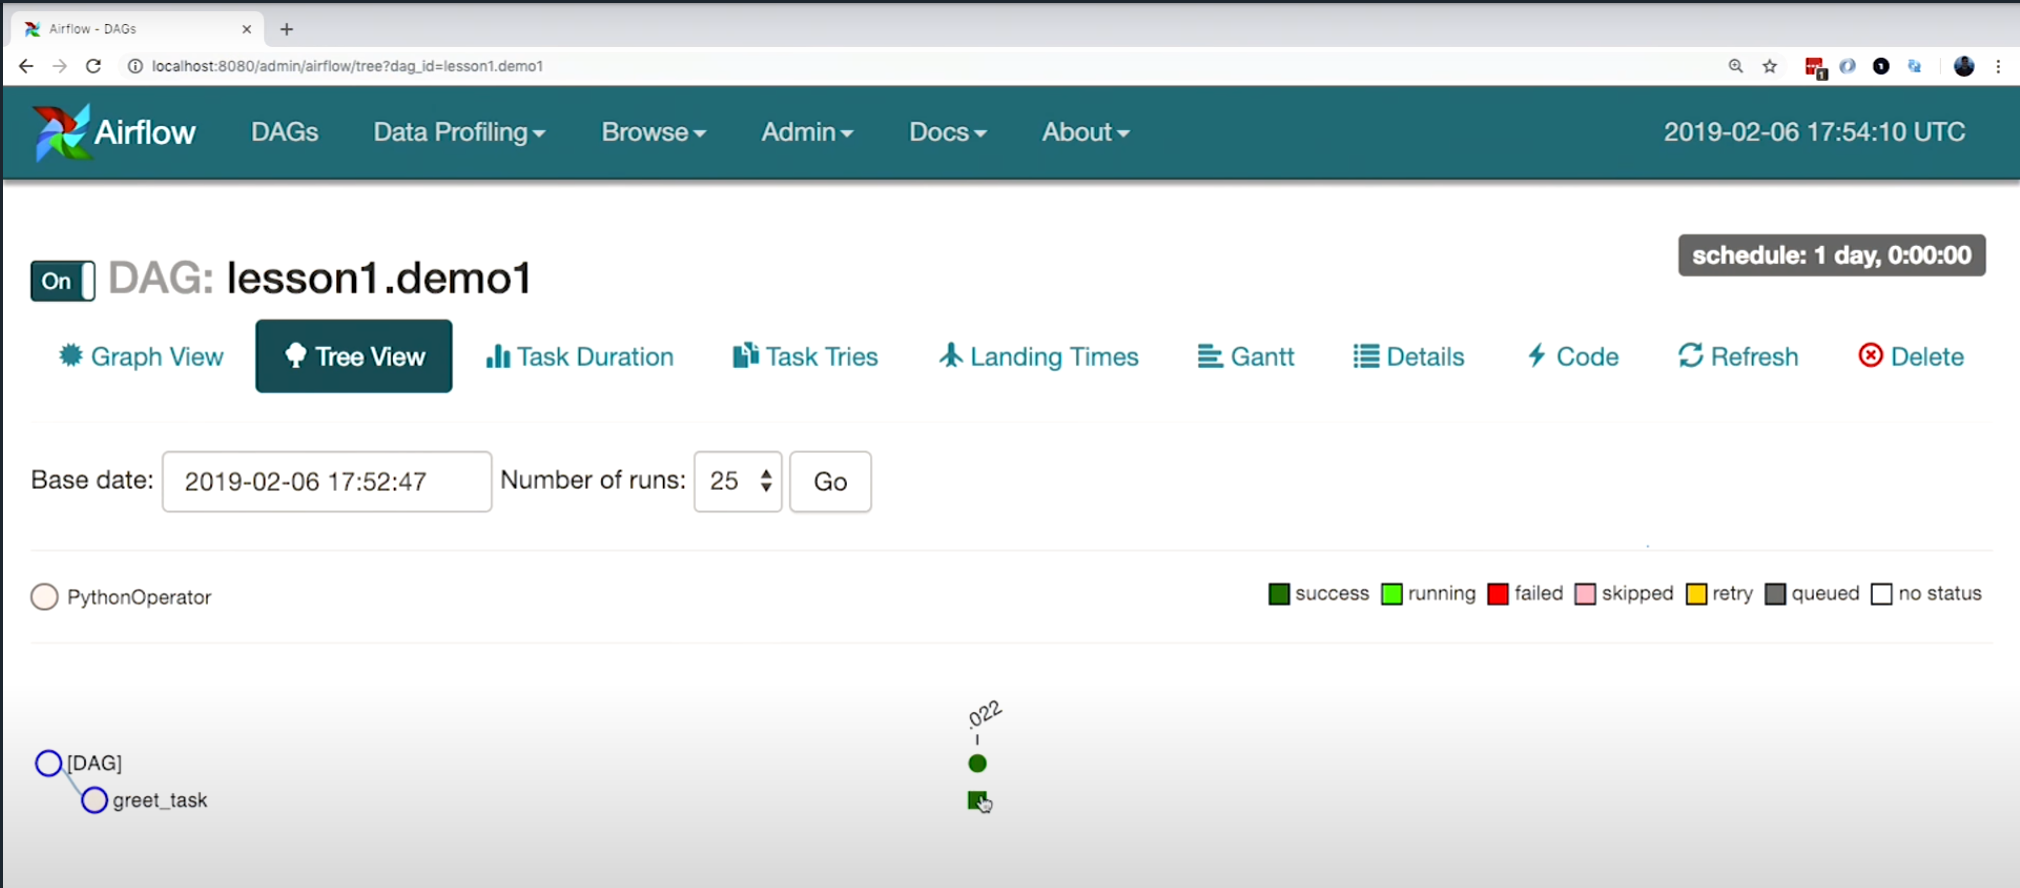 Airflow - DAGs
localhost:8080/admin/airflow/tree?dag_id=lesson1.demo1
1
Airflow DAGs Data Profiling Browse Admin Docs About 2019-02-06 17:54:10 UTC
schedule: 1 day, 0:00:00
On DAG: lesson1.demo1
Graph View Tree View Task Duration Task Tries Landing Times Gantt Details Code Refresh Delete
Base date: 2019-02-06 17:52:47 Number of runs: 25 Go
PythonOperator success running failed skipped retry queued no status
.022
[DAG]
greet_task